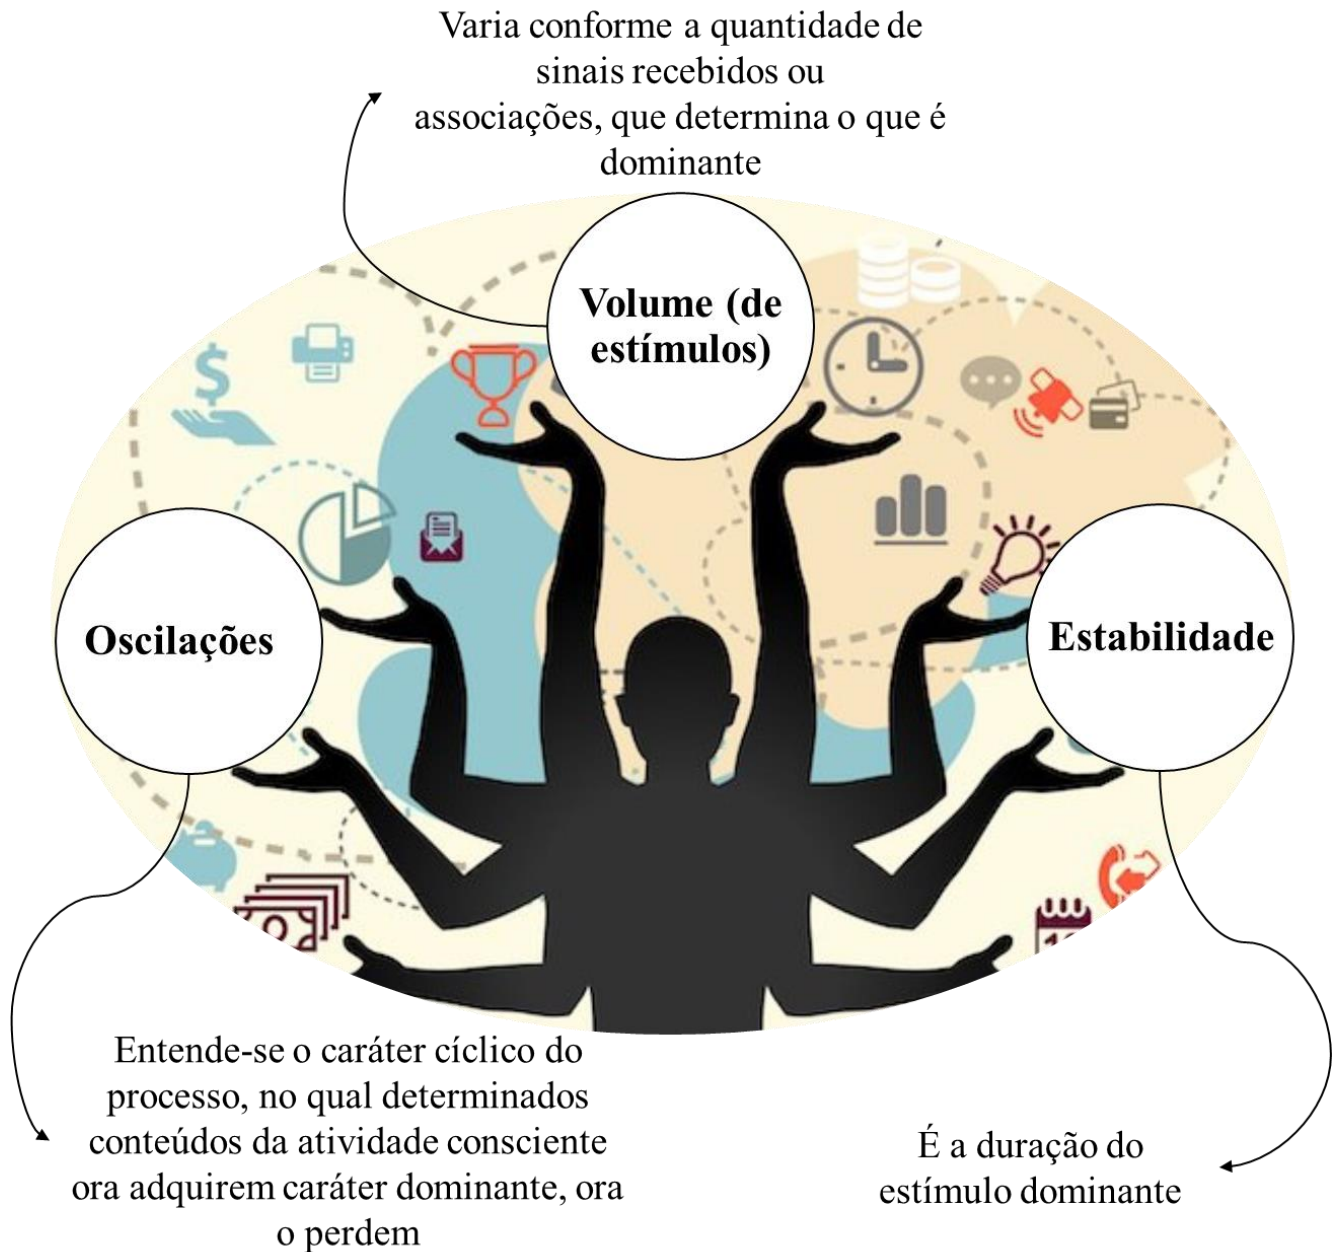 Varia conforme a quantidade de
sinais recebidos ou
associações, que determina o que é
dominante
Volume (de
estímulos)
Oscilações
Estabilidade
Entende-se o caráter cíclico do
processo, no qual determinados
conteúdos da atividade consciente
ora adquirem caráter dominante, ora
o perdem
É a duração do
estímulo dominante